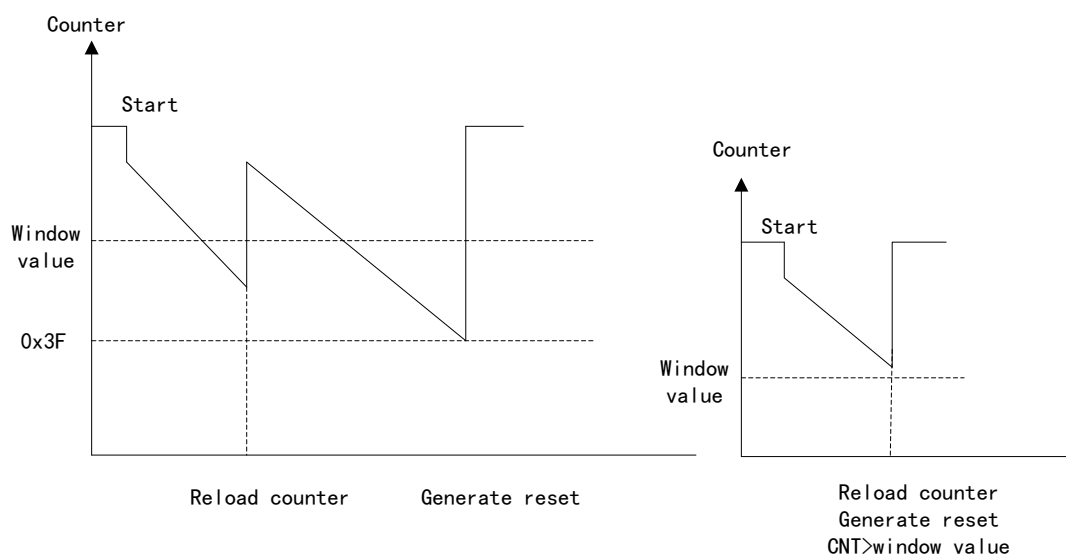 Counter
Start
Window
value
0x3F
Reload counter
Generate reset
Counter
Start
Window
value
Reload counter
Generate reset
CNT>window value